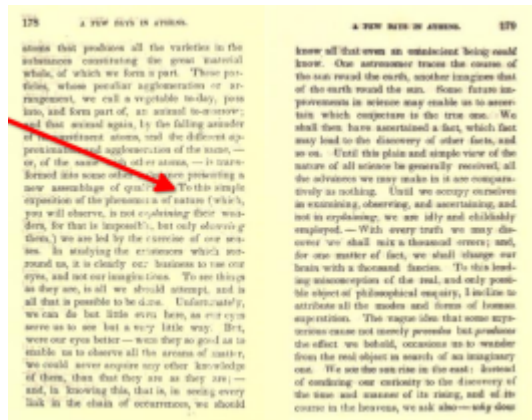 178 A FEW DAYS IN ATHENS.
atoms that produces all the varieties in the
substances constituting the great material
whole, of which we form a part. Those par-
ticles, whose peculiar agglomeration or ar-
rangement, we call a vegetable to-day, pass
into, and form part of, an animal to-morrow;
and that animal again, by the falling asunder
of its constituent atoms, and the different ap-
proximation and agglomeration of the same, —
or, of the same with other atoms, — is trans-
formed into some other substance presenting a
new assemblage of qualities. To this simple
exposition of the phenomena of nature (which,
you will observe, is not explaining their won-
ders, for that is impossible, but only observing
them,) we are led by the exercise of our sen-
ses. In studying the existences which sur-
round us, it is clearly our business to use our
eyes, and not our imaginations. To see things
as they are, is all we should attempt, and is
all that is possible to be done. Unfortunately,
we can do but little even here, as our eyes
serve us to see but a very little way. But,
were our eyes better — were they so good as to
enable us to observe all the arcana of matter,
we could never acquire any other knowledge
of them, than that they are as they are; —
and, in knowing this, that is, in seeing every
link in the chain of occurrence, we should
A FEW DAYS IN ATHENS. 179
know all that even an omniscient being could
know. One astronomer traces the course of
the sun round the earth, another imagines that
of the earth round the sun. Some future im-
provements in science may enable us to ascer-
tain which conjecture is the true one. We
shall then have ascertained a fact, which fact
may lead to the discovery of other facts, and
so on. Until this plain and simple view of the
nature of all science be generally received, all
the advances we may make in it are compara-
tively as nothing. Until we occupy ourselves
in examining, observing, and ascertaining, and
not in explaining, we are idly and childishly
employed. — With every truth we may dis-
cover we shall mix a thousand errors; and,
for one matter of fact, we shall charge our
brain with a thousand fancies. To this lead-
ing misconception of the real, and only possi-
ble object of philosophical enquiry, I incline to
attribute all the modes and forms of human
superstition. The vague idea that some mys-
terious cause not merely precedes but produces
the effect we behold, occasions us to wander
from the real object in search of an imaginary
one. We see the sun rise in the east: Instead
of confining our curiosity to the discovery of
the time and manner of its rising, and of its
course in the heavens, we ask also — why does